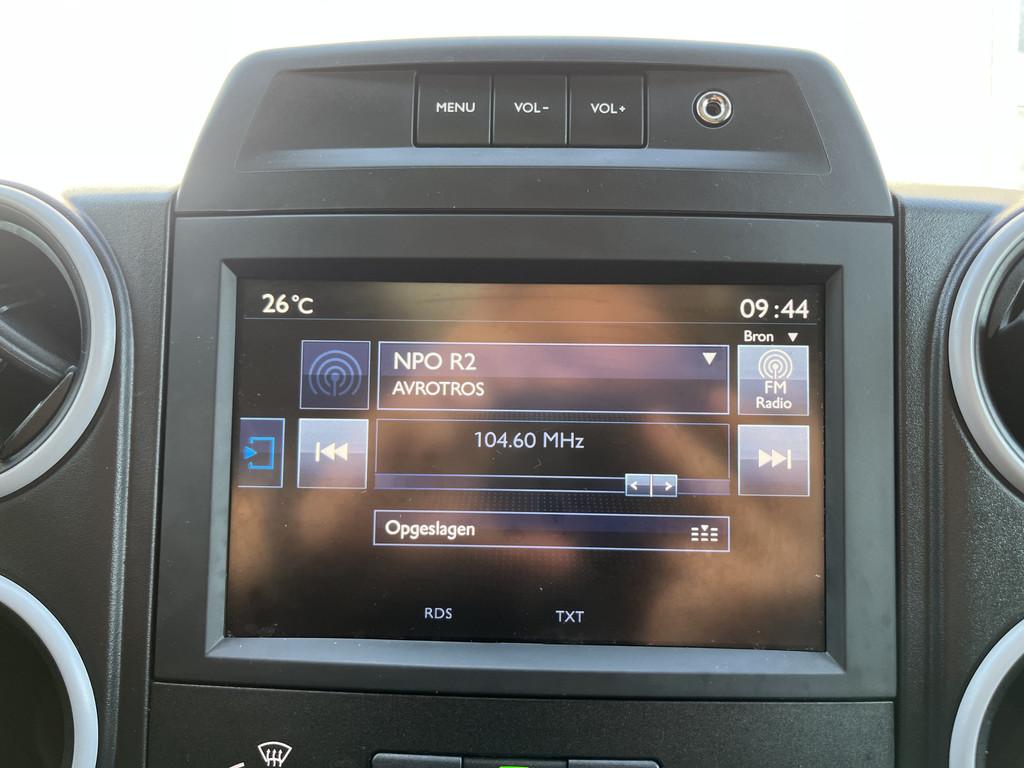 MENU VOL- VOL+
26°C 09:44
Bron
NPO R2
AVROTROS
FM
Radio
104.60 MHz
Opgeslagen
RDS TXT